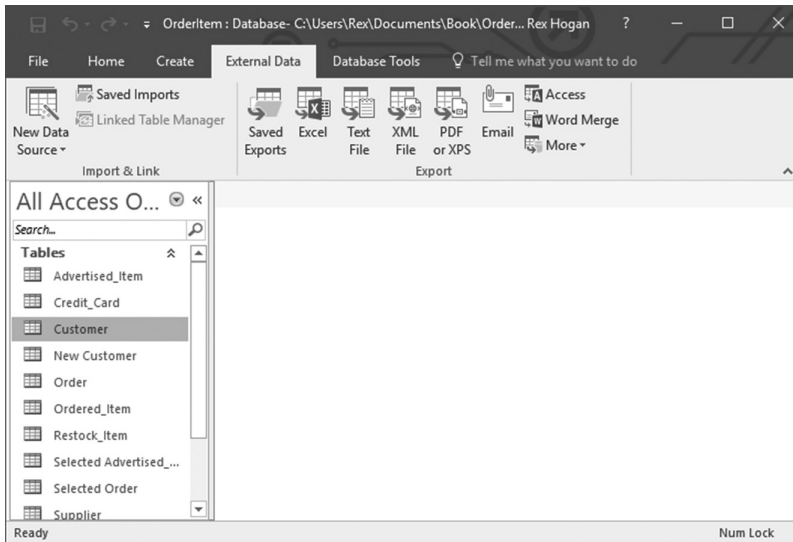 OrderItem : Database- C:\Users\Rex\Documents\Book\Order... Rex Hogan ?
File Home Create External Data Database Tools Tell me what you want to do
New Data Source
Saved Imports
Linked Table Manager
Import & Link
Saved Exports
Excel
Text File
XML File
PDF or XPS
Email
Access
Word Merge
More
Export
All Access O... «
Search...
Tables
Advertised_Item
Credit_Card
Customer
New Customer
Order
Ordered_Item
Restock_Item
Selected Advertised_...
Selected Order
Supplier
Ready Num Lock